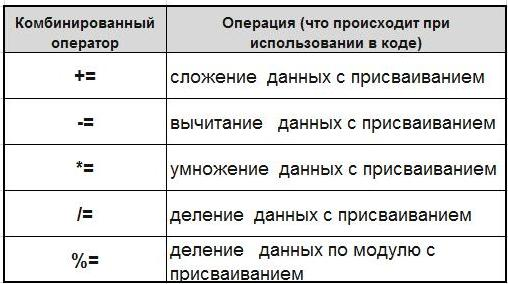 Комбинированный
оператор
Операция (что происходит при
использовании в коде)
+=
сложение данных с присваиванием
-=
вычитание данных с присваиванием
*=
умножение данных с присваиванием
/=
деление данных с присваиванием
%=
деление данных по модулю с
присваиванием